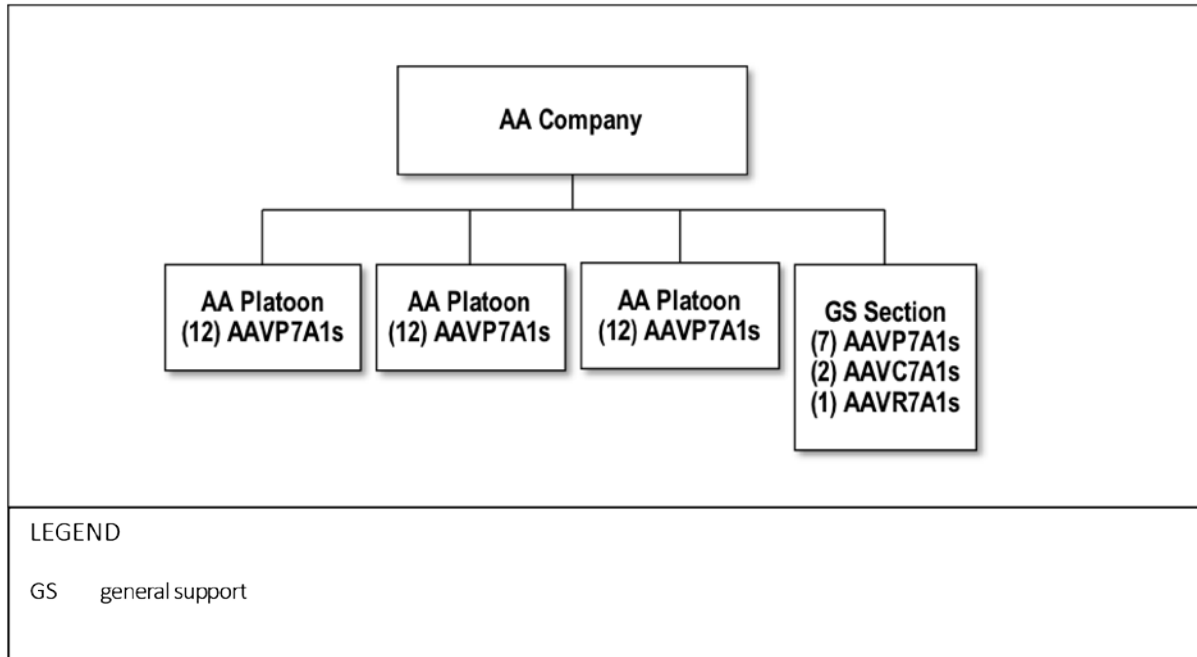 AA Company
AA Platoon
(12) AAVP7A1s
AA Platoon
(12) AAVP7A1s
AA Platoon
(12) AAVP7A1s
GS Section
(7) AAVP7A1s
(2) AAVC7A1s
(1) AAVR7A1s
LEGEND
GS general support